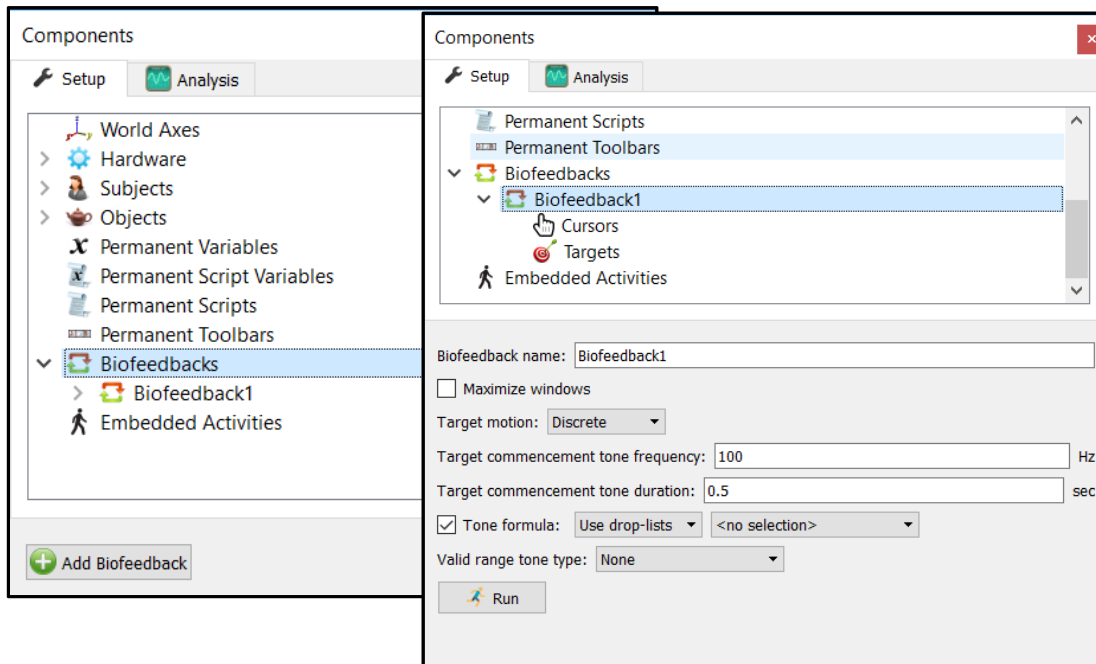 Components
Setup
Analysis
World Axes
Hardware
Subjects
Objects
Permanent Variables
Permanent Script Variables
Permanent Scripts
Permanent Toolbars
Biofeedbacks
Biofeedback1
Embedded Activities
Add Biofeedback
Components
Setup
Analysis
Permanent Scripts
Permanent Toolbars
Biofeedbacks
Biofeedback1
Cursors
Targets
Embedded Activities
Biofeedback name: Biofeedback1
Maximize windows
Target motion: Discrete
Target commencement tone frequency: 100 Hz
Target commencement tone duration: 0.5 sec
Tone formula: Use drop-lists <no selection>
Valid range tone type: None
Run